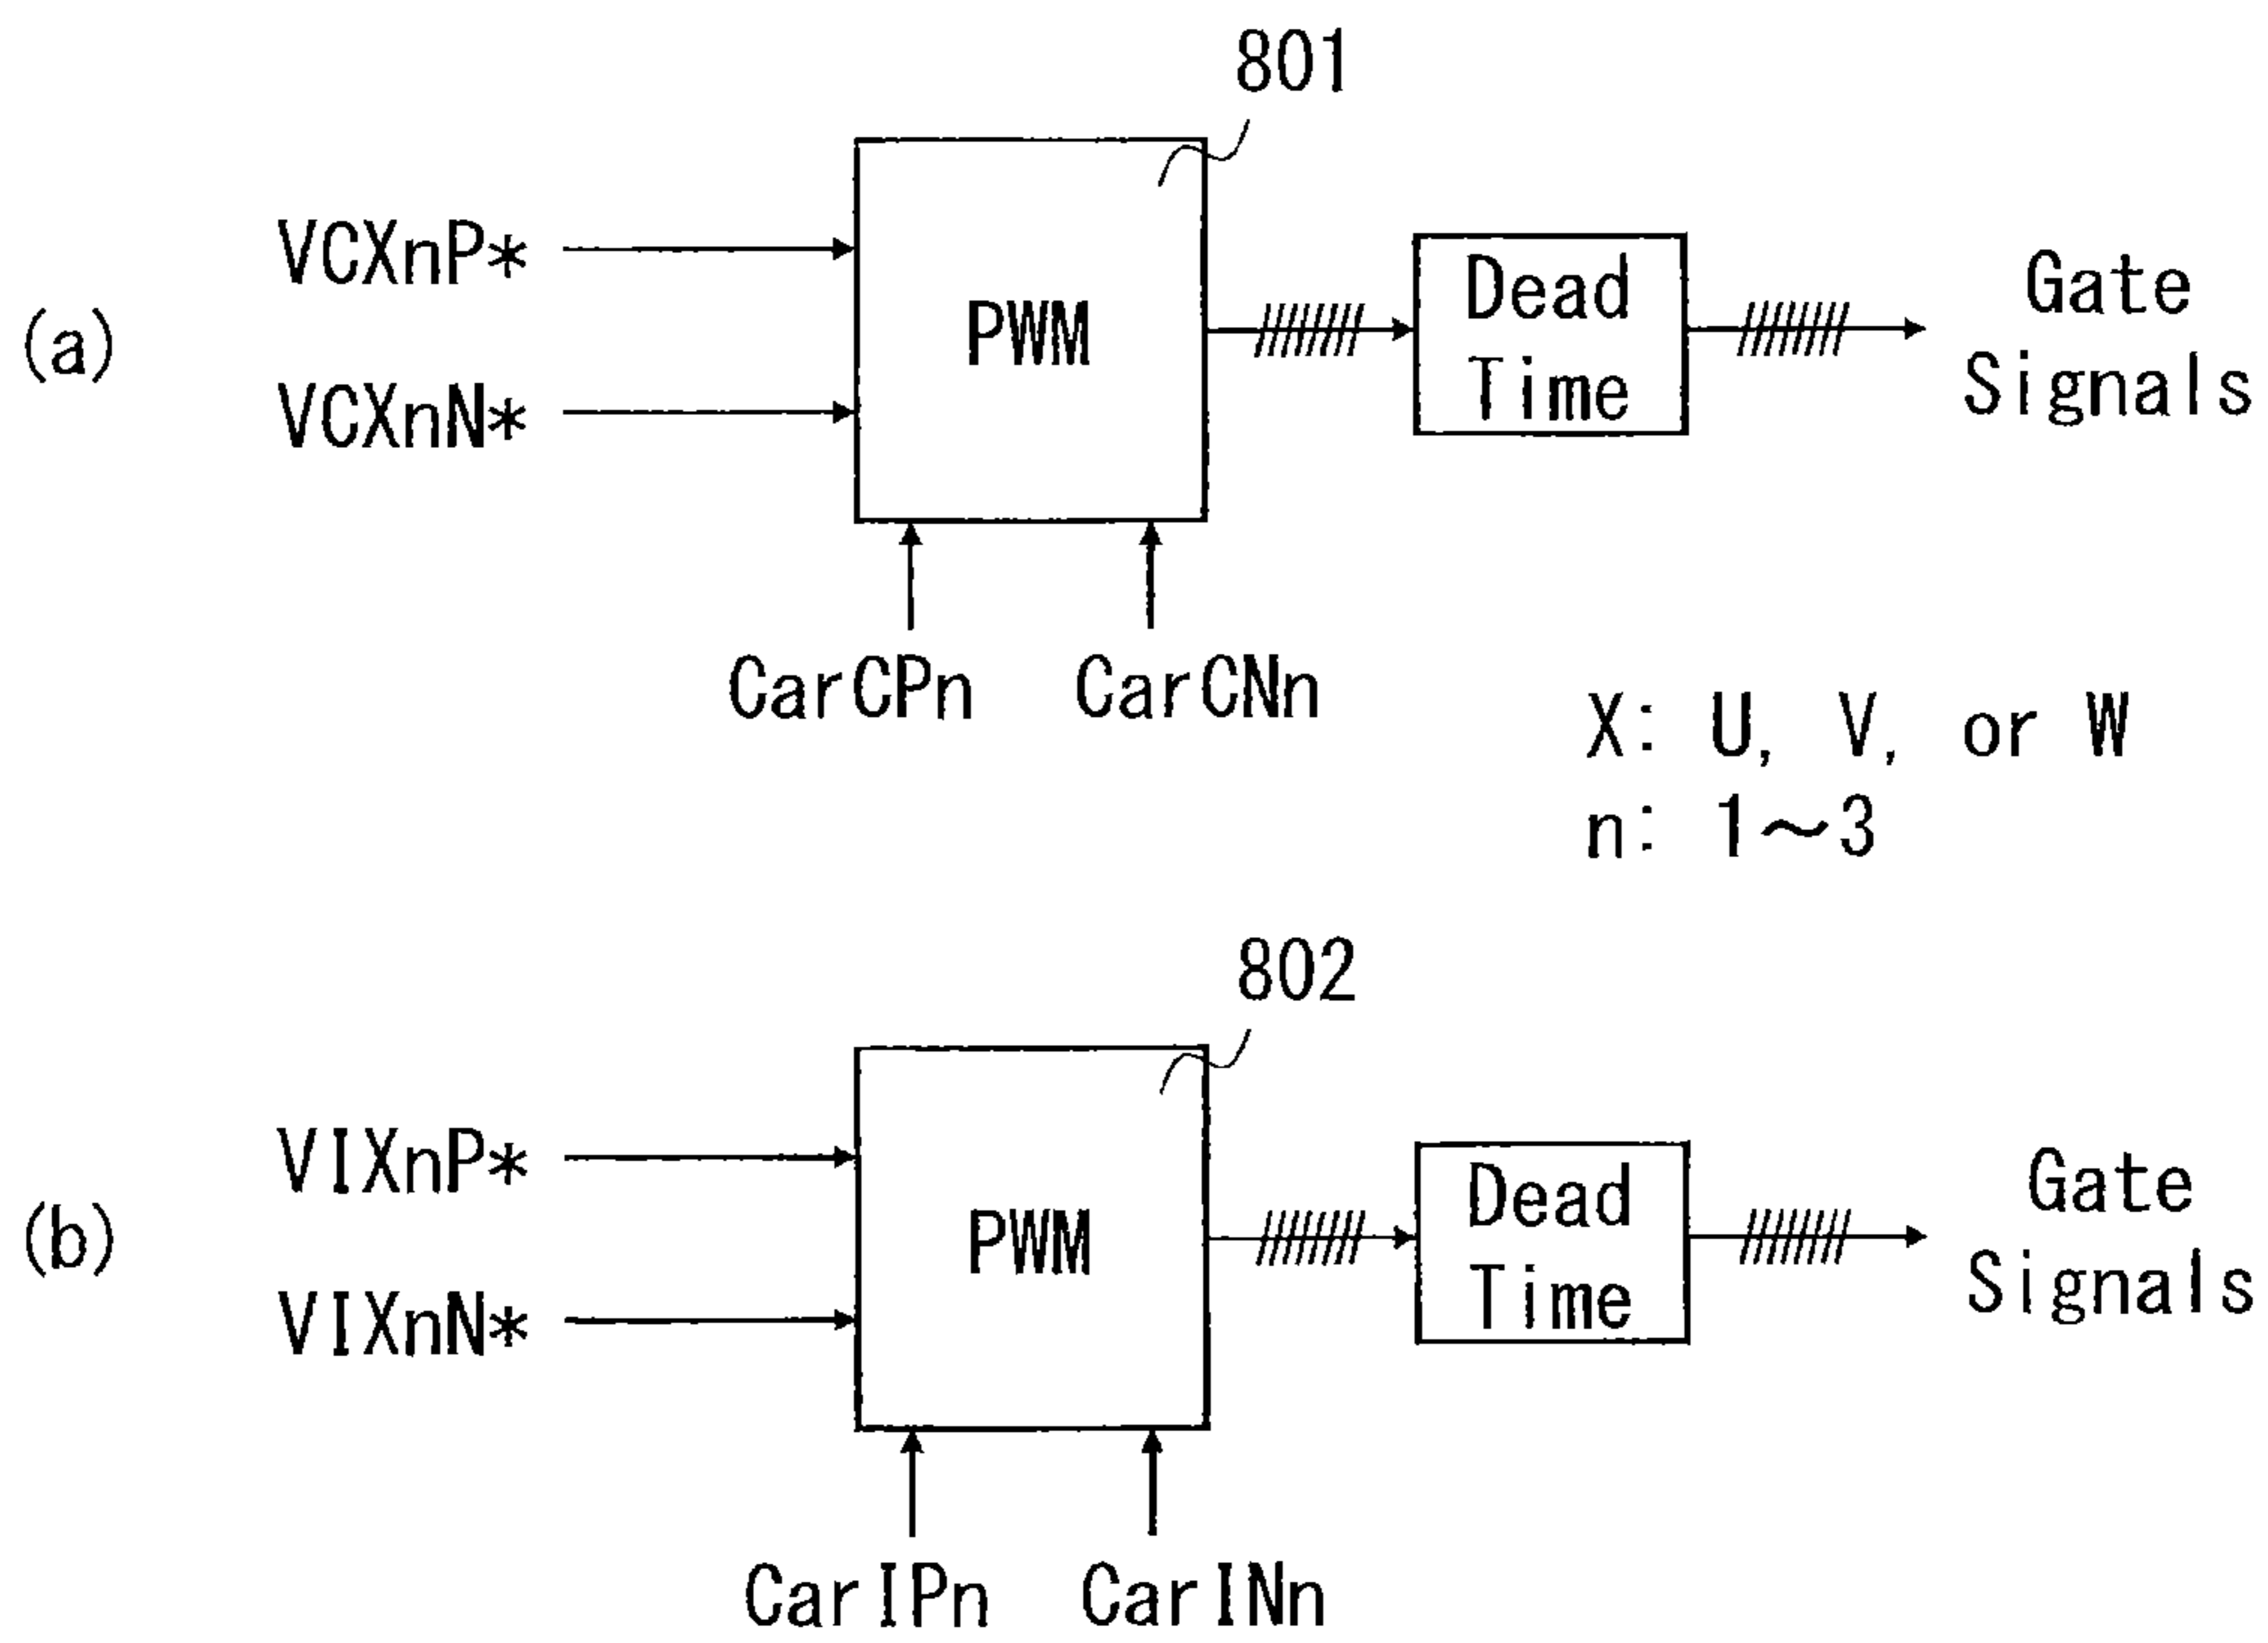 801
(a)
VCXnP*
VCXnN*
PWM
Dead
Time
Gate
Signals
CarCPn
CarCNn
X: U, V, or W
n: 1～3
802
(b)
VIXnP*
VIXnN*
PWM
Dead
Time
Gate
Signals
CarIPn
CarINn